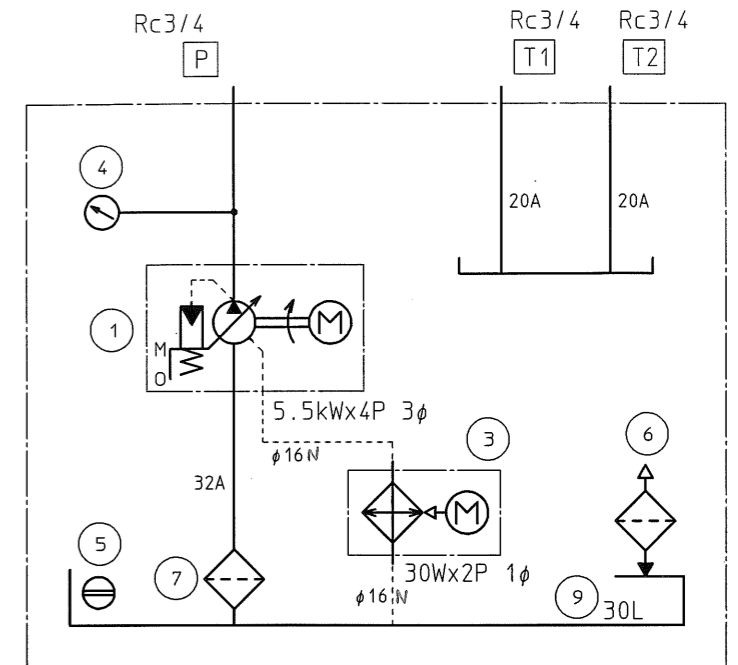 Rc3/4
Rc3/4
Rc3/4
P
T1
T2
4
20A
20A
1
M
M
O
5.5kWx4P 3ϕ
ϕ16N
3
6
32A
M
5
7
30Wx2P 1ϕ
ϕ16N
9
30L